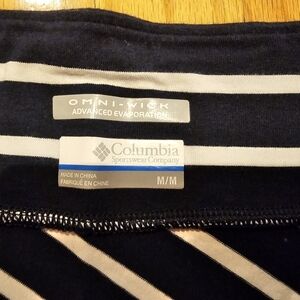 OMNI-WICK
ADVANCED EVAPORATION
Columbia
Sportswear Company
MADE IN CHINA
FABRIQUÉ EN CHINE
M/M